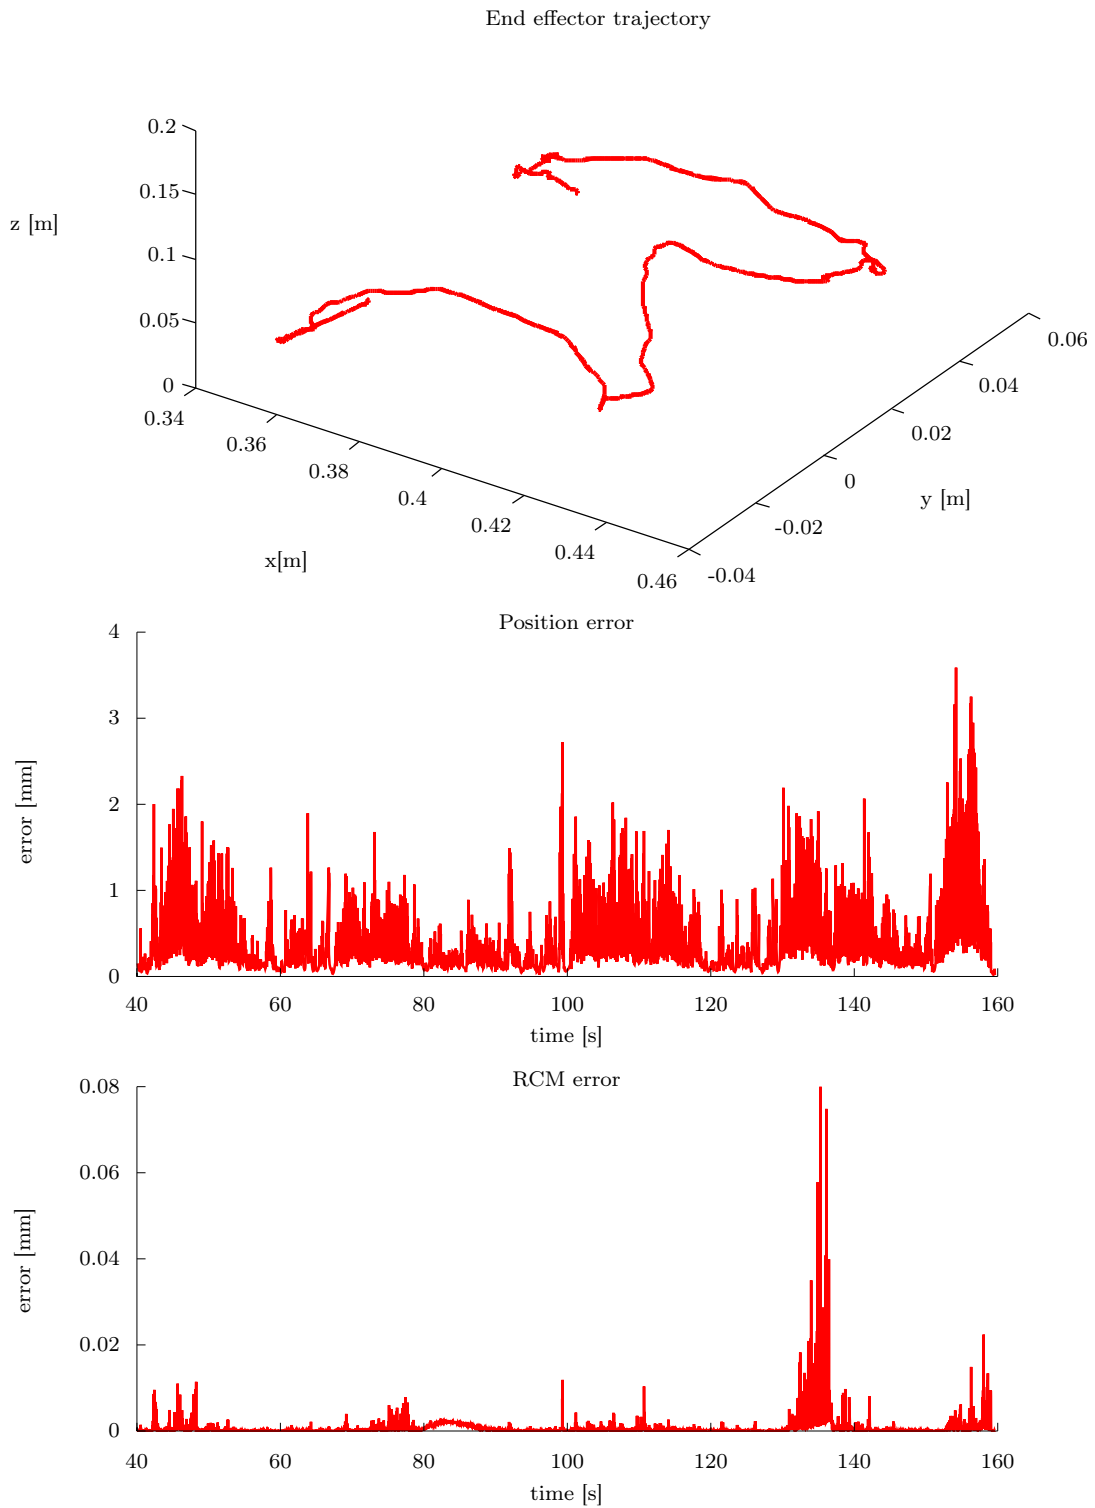 End effector trajectory
0.2
0.15
z [m]
0.1
0.05
0
0.34
0.36
0.38
0.4
0.42
0.44
0.46
x[m]
-0.04
-0.02
0
0.02
0.04
0.06
y [m]
Position error
4
3
2
1
0
error [mm]
40 60 80 100 120 140 160
time [s]
RCM error
0.08
0.06
0.04
0.02
0
error [mm]
40 60 80 100 120 140 160
time [s]